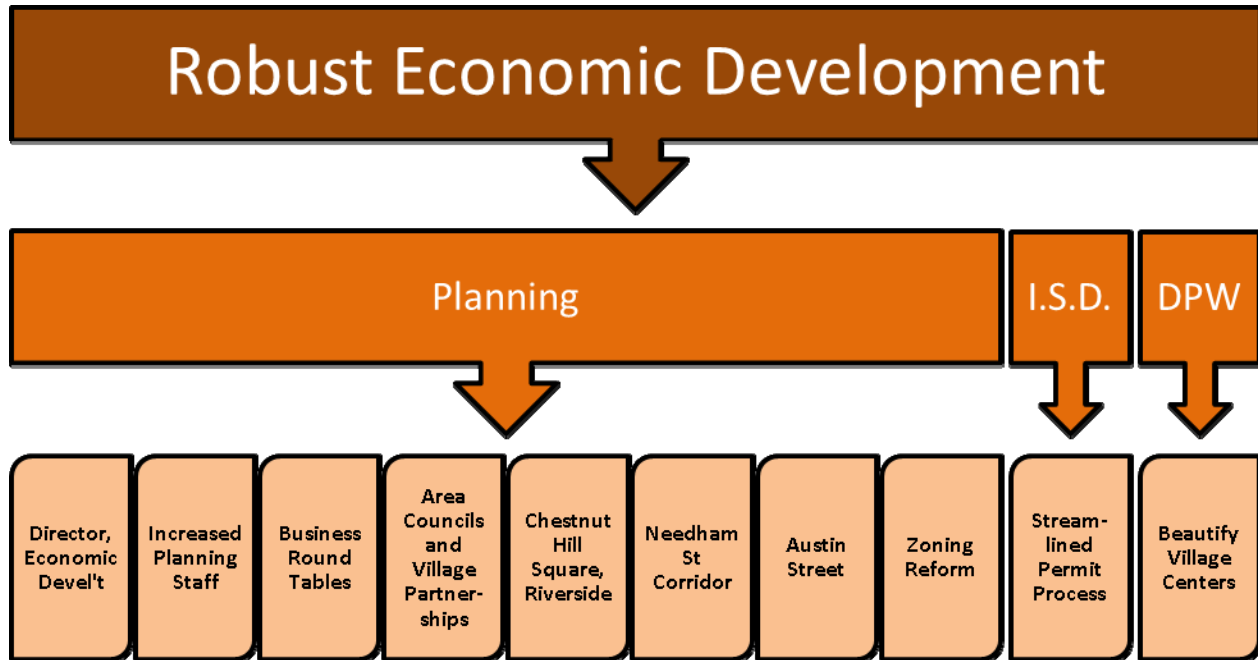 Robust Economic Development
Planning
I.S.D.
DPW
Director,
Economic
Devel't
Increased
Planning
Staff
Business
Round
Tables
Area
Councils
and
Village
Partner-
ships
Chestnut
Hill
Square,
Riverside
Needham
St
Corridor
Austin
Street
Zoning
Reform
Stream-
lined
Permit
Process
Beautify
Village
Centers